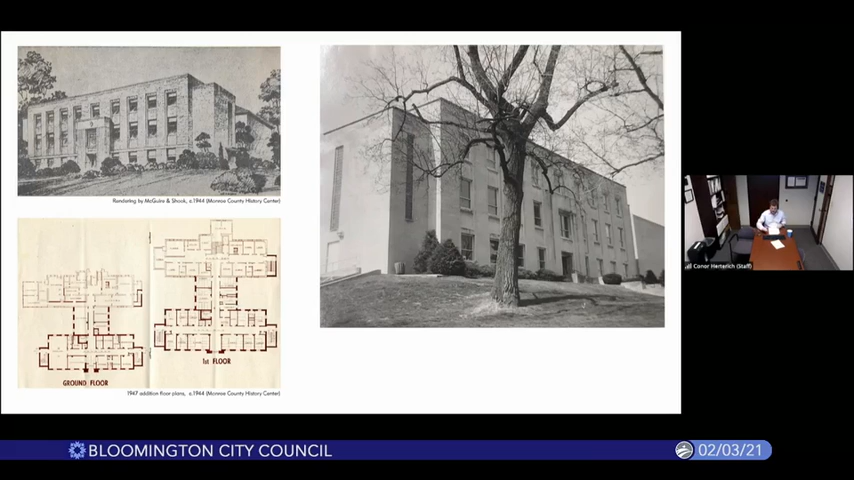 Rendering by McGuire & Shook, c.1944 (Monroe County History Center)
GROUND FLOOR
1st FLOOR
1947 addition floor plans, c.1944 (Monroe County History Center)
Conor Herterich (Staff)
BLOOMINGTON CITY COUNCIL
02/03/21